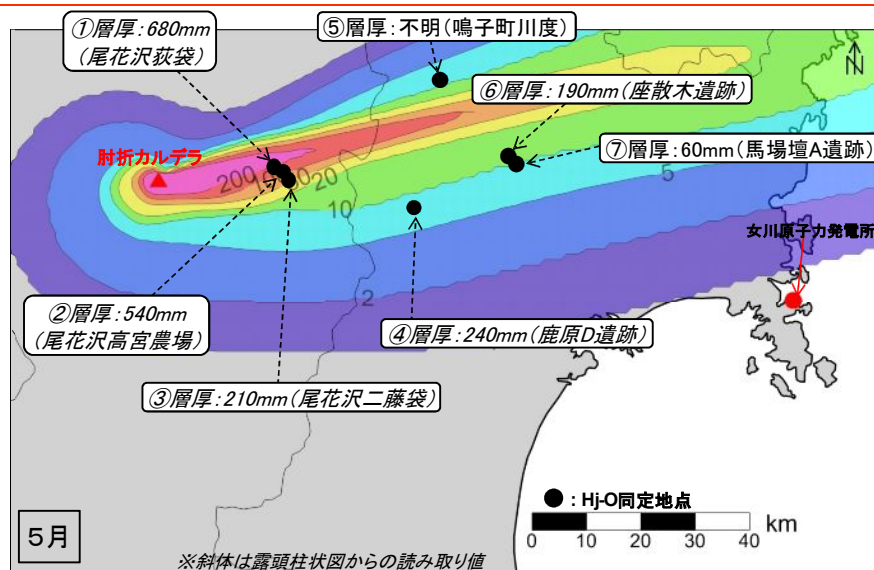 ①層厚:680mm
(尾花沢荻袋)
⑤層厚:不明(鳴子町川度)
N
⑥層厚:190mm(座散木遺跡)
肘折カルデラ
⑦層厚:60mm(馬場壇A遺跡)
200
20
10
5
2
女川原子力発電所
②層厚:540mm
(尾花沢高宮農場)
④層厚:240mm(鹿原D遺跡)
③層厚:210mm(尾花沢二藤袋)
●:Hj-O同定地点
km
0 10 20 30 40
5月
※斜体は露頭柱状図からの読み取り値